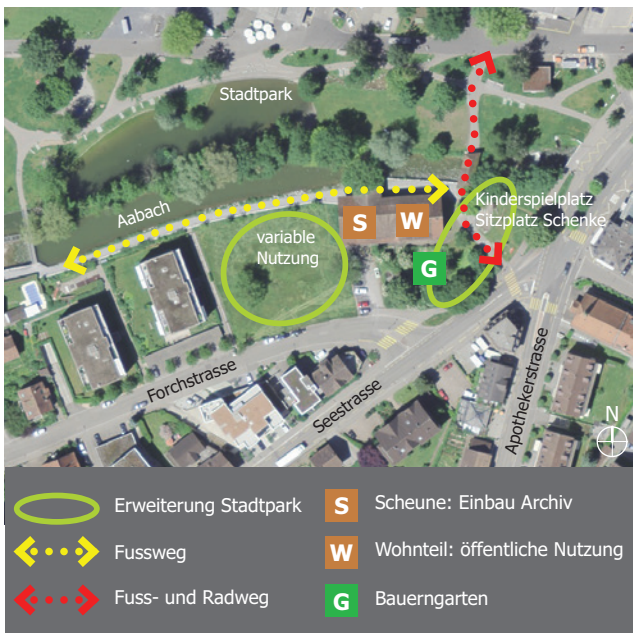 Stadtpark
Kinderspielplatz
Sitzplatz Schenke
Aabach
S
W
variable
Nutzung
G
Forchstrasse
Seestrasse
Apothekerstrasse
N
Erweiterung Stadtpark
S
Scheune: Einbau Archiv
Fussweg
W
Wohnteil: öffentliche Nutzung
Fuss- und Radweg
G
Bauerngarten